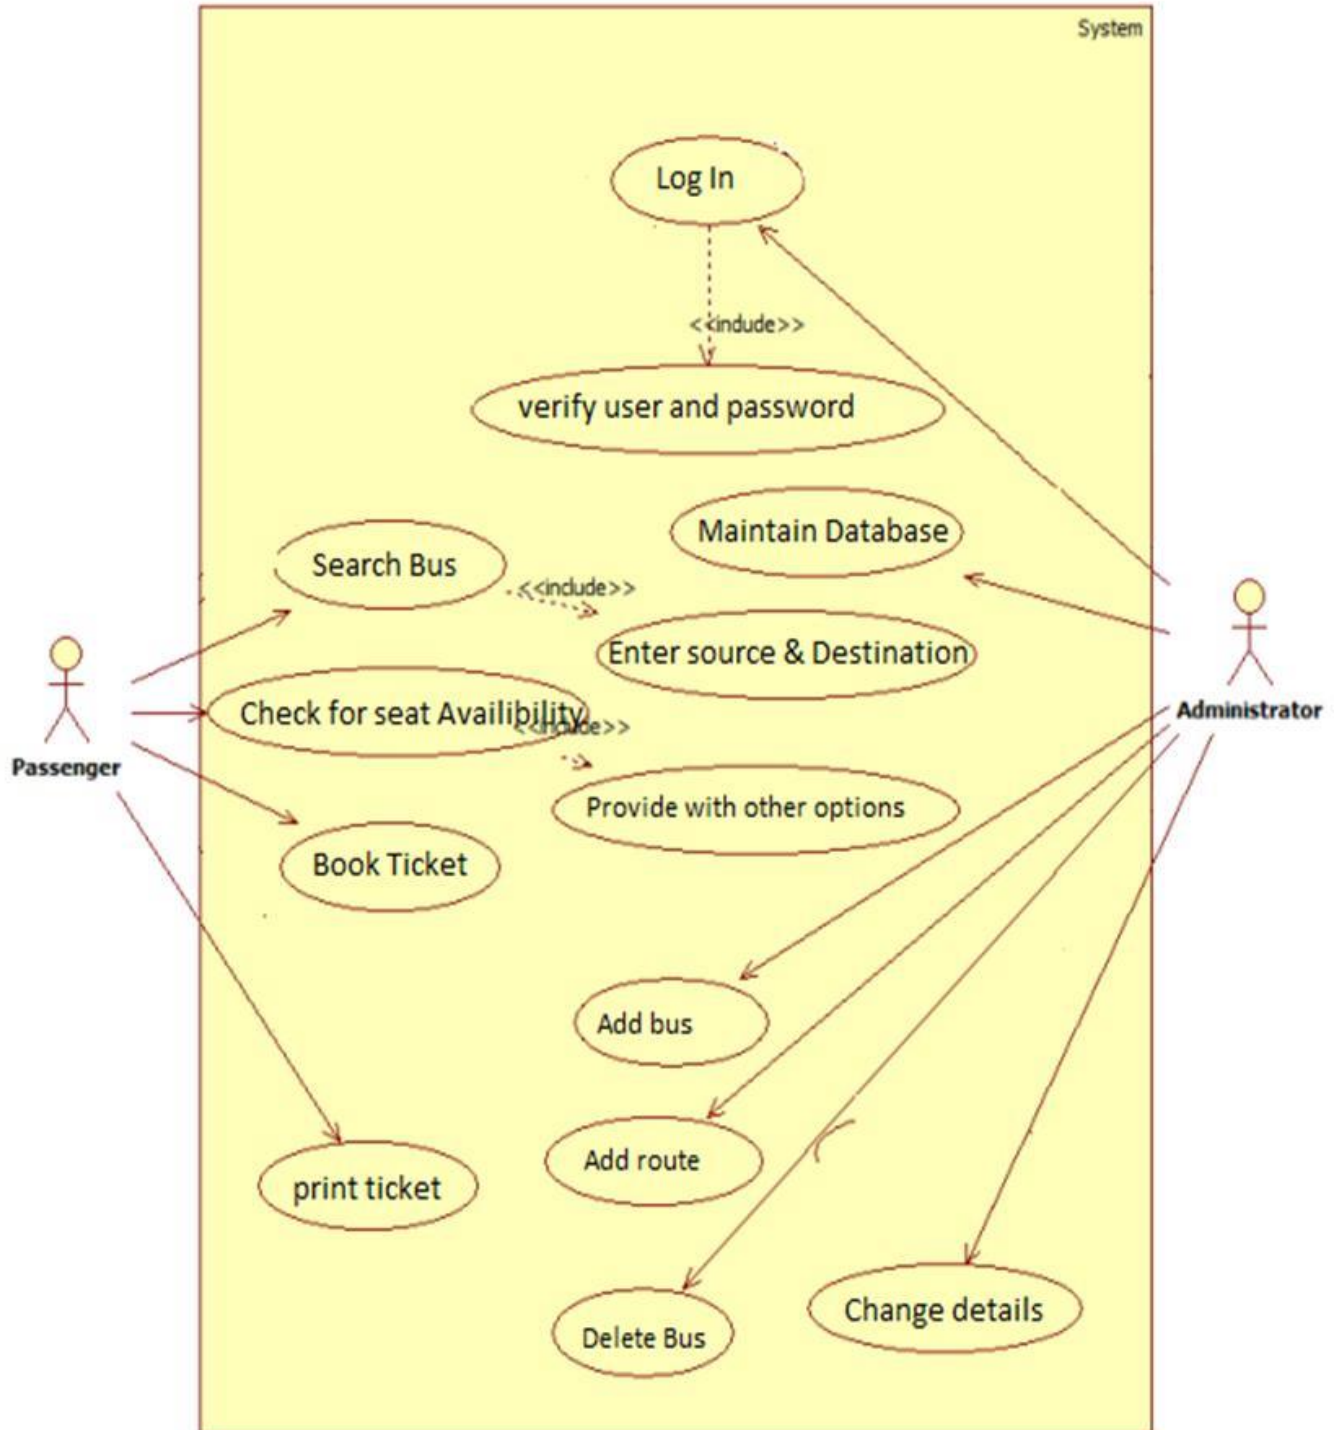 System
Log In
<<include>>
verify user and password
Maintain Database
Search Bus
<<include>>
Enter source & Destination
Check for seat Availibility
<<include>>
Administrator
Passenger
Provide with other options
Book Ticket
Add bus
Add route
print ticket
Change details
Delete Bus